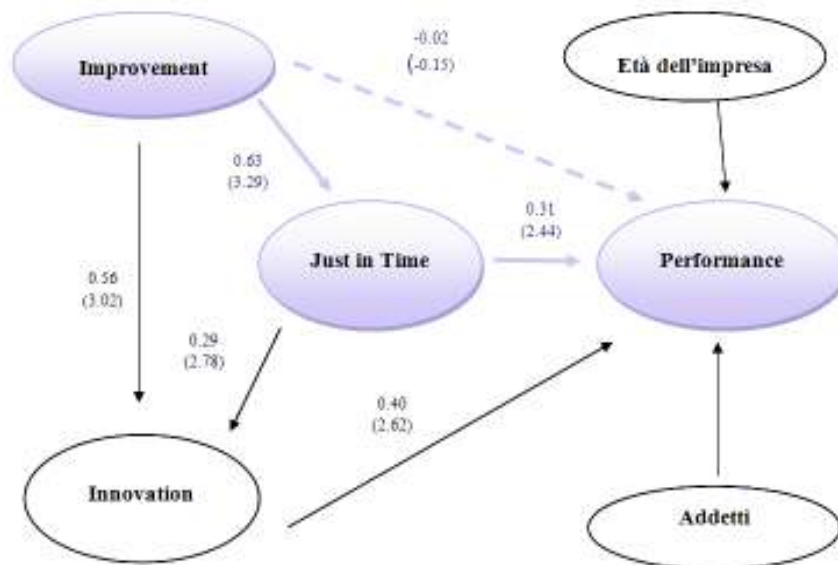 -0.02
(-0.15)
Improvement
Età dell'impresa
0.63
(3.29)
0.31
(2.44)
Just in Time
Performance
0.56
(3.02)
0.29
(2.78)
0.40
(2.62)
Innovation
Addetti